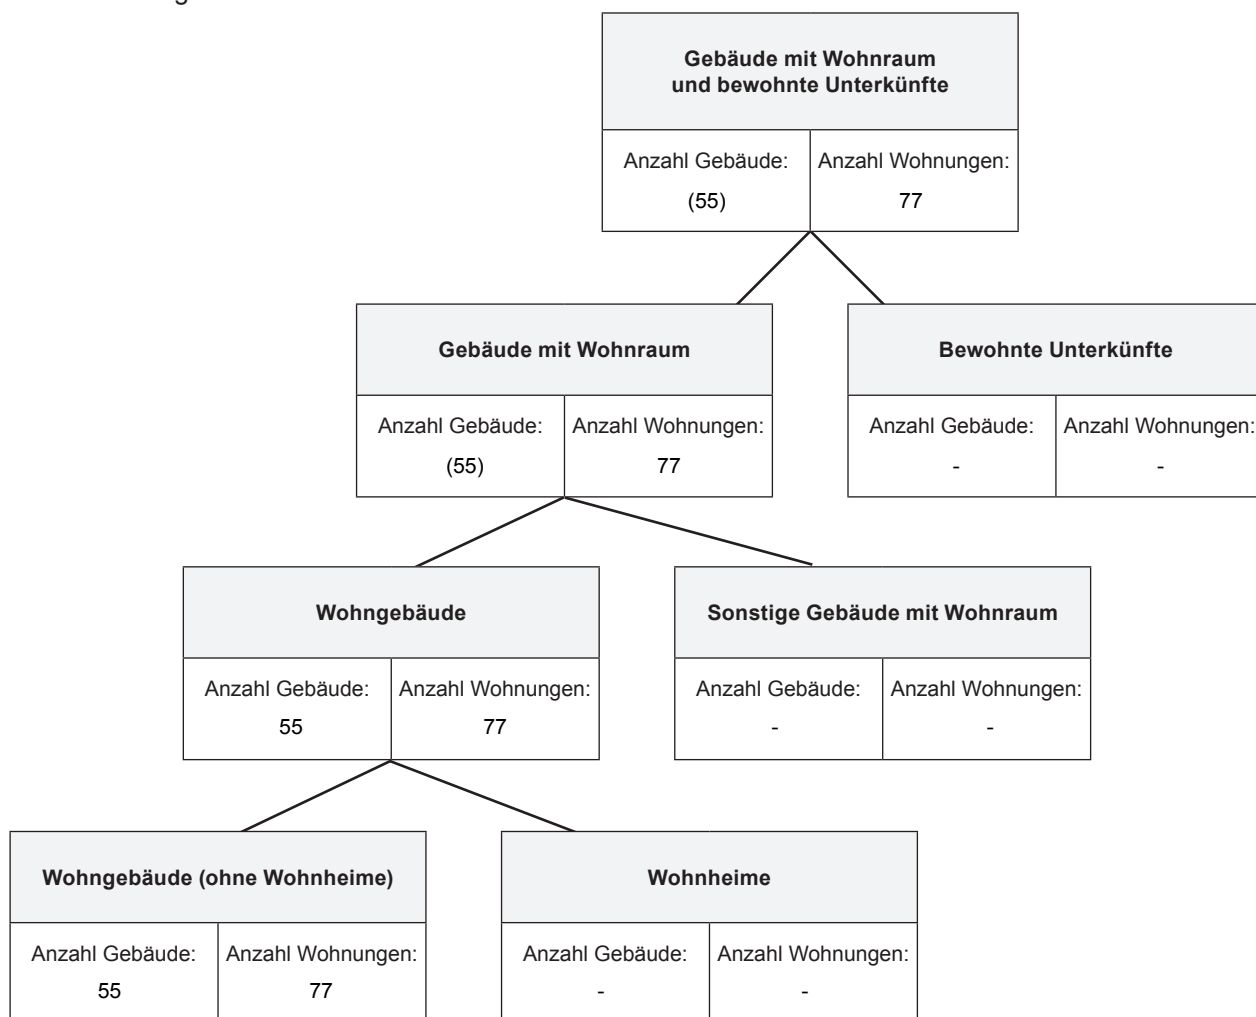 Gebäude mit Wohnraum
und bewohnte Unterkünfte
Anzahl Gebäude: Anzahl Wohnungen:
(55) 77
Gebäude mit Wohnraum Bewohnte Unterkünfte
Anzahl Gebäude: Anzahl Wohnungen: Anzahl Gebäude: Anzahl Wohnungen:
(55) 77 - -
Wohngebäude Sonstige Gebäude mit Wohnraum
Anzahl Gebäude: Anzahl Wohnungen: Anzahl Gebäude: Anzahl Wohnungen:
55 77 - -
Wohngebäude (ohne Wohnheime) Wohnheime
Anzahl Gebäude: Anzahl Wohnungen: Anzahl Gebäude: Anzahl Wohnungen:
55 77 - -